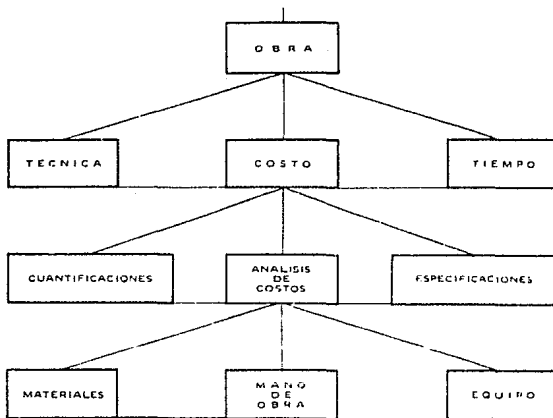 OBRA
TECNICA
COSTO
TIEMPO
CUANTIFICACIONES
ANALISIS
DE
COSTOS
ESPECIFICACIONES
MATERIALES
MANO
DE
OBRA
EQUIPO